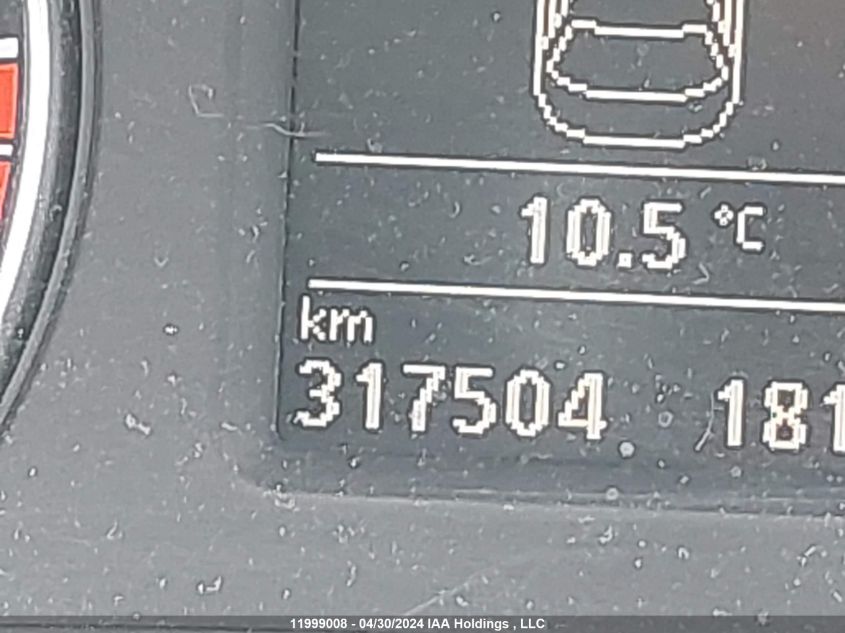 10.5 °C
km
317504 181
11999008 - 04/30/2024 IAA Holdings , LLC